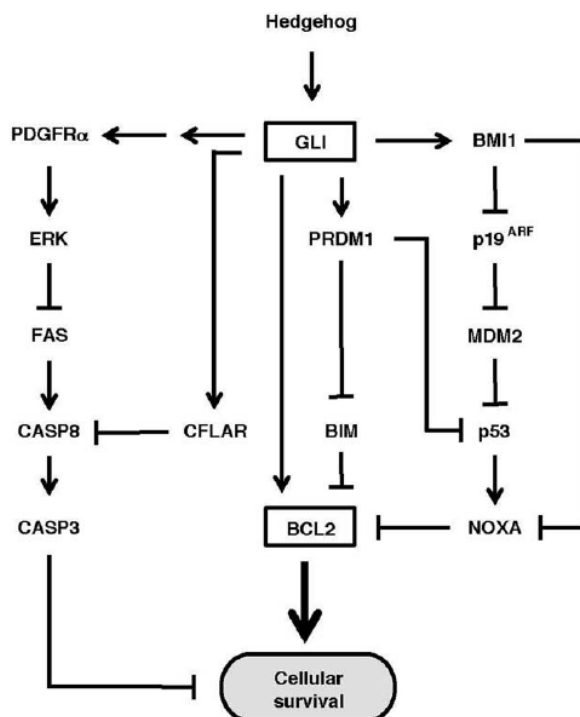 Hedgehog
PDGFRα
GLI
BMI1
ERK
PRDM1
p19ARF
FAS
MDM2
CASP8
CFLAR
BIM
p53
CASP3
BCL2
NOXA
Cellular
survival